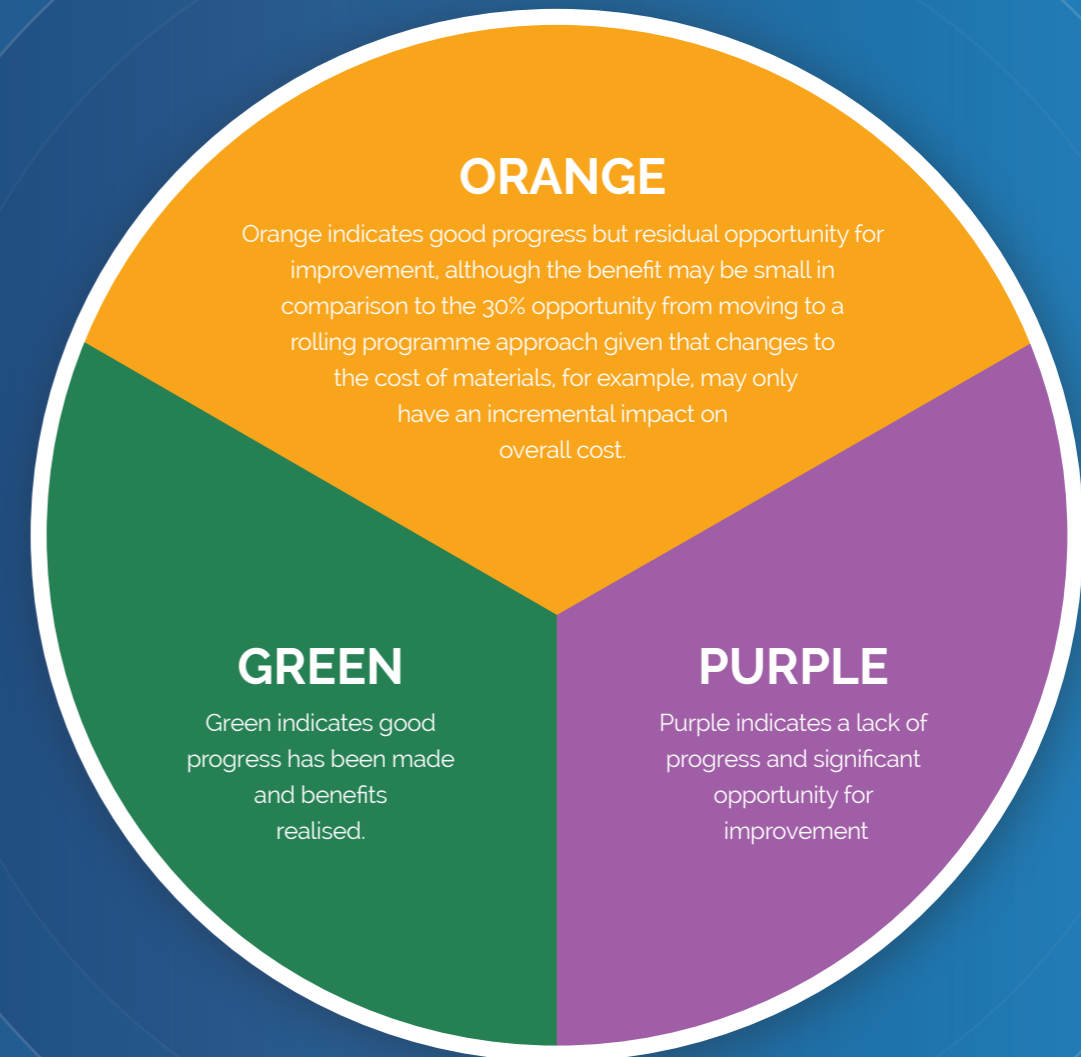 ORANGE
Orange indicates good progress but residual opportunity for
improvement, although the benefit may be small in
comparison to the 30% opportunity from moving to a
rolling programme approach given that changes to
the cost of materials, for example, may only
have an incremental impact on
overall cost.
GREEN
Green indicates good
progress has been made
and benefits
realised.
PURPLE
Purple indicates a lack of
progress and significant
opportunity for
improvement